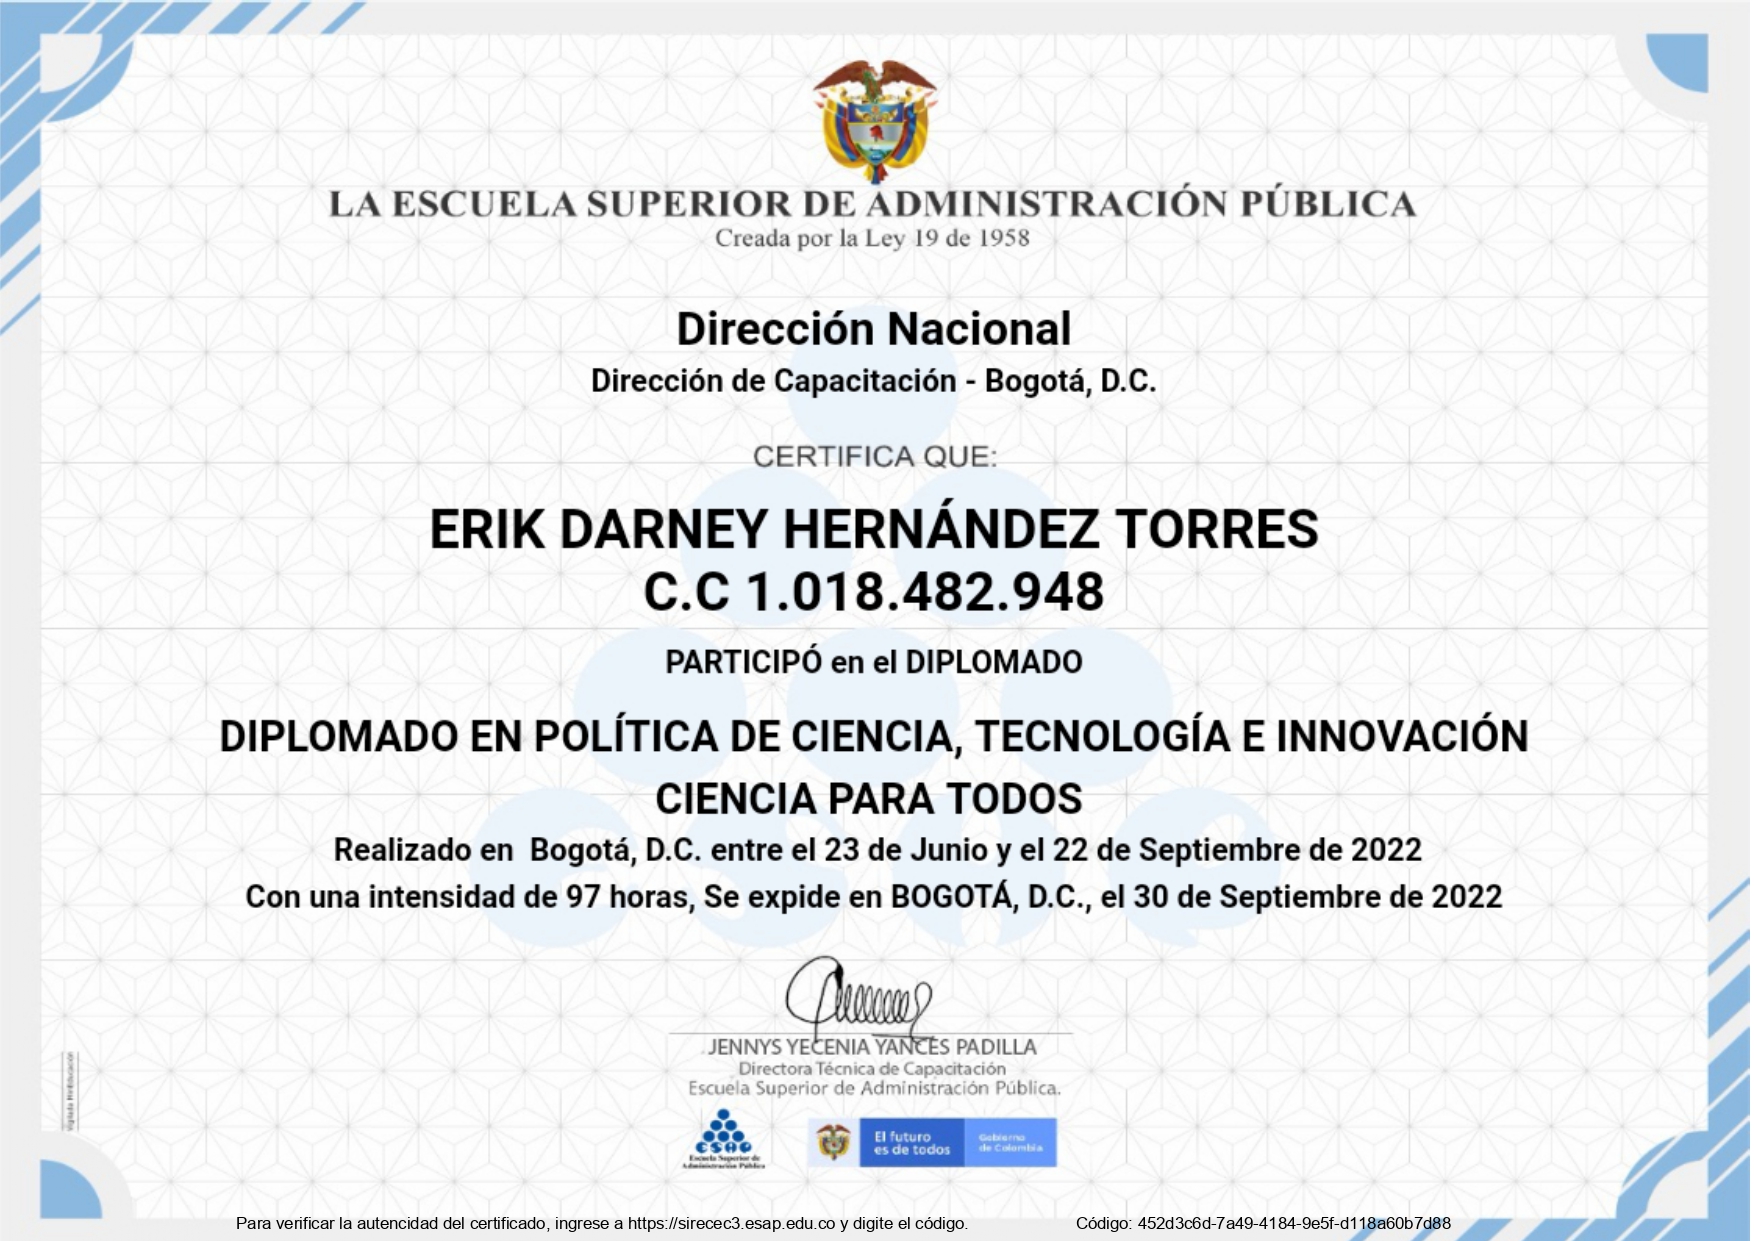 LA ESCUELA SUPERIOR DE ADMINISTRACIÓN PÚBLICA
Creada por la Ley 19 de 1958
Dirección Nacional
Dirección de Capacitación - Bogotá, D.C.
CERTIFICA QUE:
ERIK DARNEY HERNÁNDEZ TORRES
C.C 1.018.482.948
PARTICIPÓ en el DIPLOMADO
DIPLOMADO EN POLÍTICA DE CIENCIA, TECNOLOGÍA E INNOVACIÓN
CIENCIA PARA TODOS
Realizado en Bogotá, D.C. entre el 23 de Junio y el 22 de Septiembre de 2022
Con una intensidad de 97 horas, Se expide en BOGOTÁ, D.C., el 30 de Septiembre de 2022
JENNYS YECENIA YANCES PADILLA
Directora Técnica de Capacitación
Escuela Superior de Administración Pública.
esap
Escuela Superior de
Administración Pública
El futuro
es de todos
Gobierno
de Colombia
Vigilada MinEducación
Para verificar la autencidad del certificado, ingrese a https://sirecec3.esap.edu.co y digite el código.
Código: 452d3c6d-7a49-4184-9e5f-d118a60b7d88